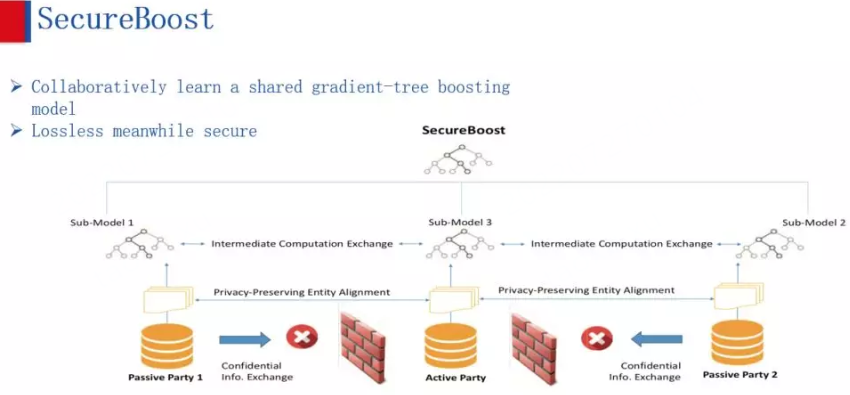 SecureBoost
➤ Collaboratively learn a shared gradient-tree boosting
model
➤ Lossless meanwhile secure
SecureBoost
Sub-Model 1
Sub-Model 3
Sub-Model 2
Intermediate Computation Exchange
Intermediate Computation Exchange
Privacy-Preserving Entity Alignment
Privacy-Preserving Entity Alignment
Confidential
Info. Exchange
Confidential
Info. Exchange
Passive Party 1
Active Party
Passive Party 2